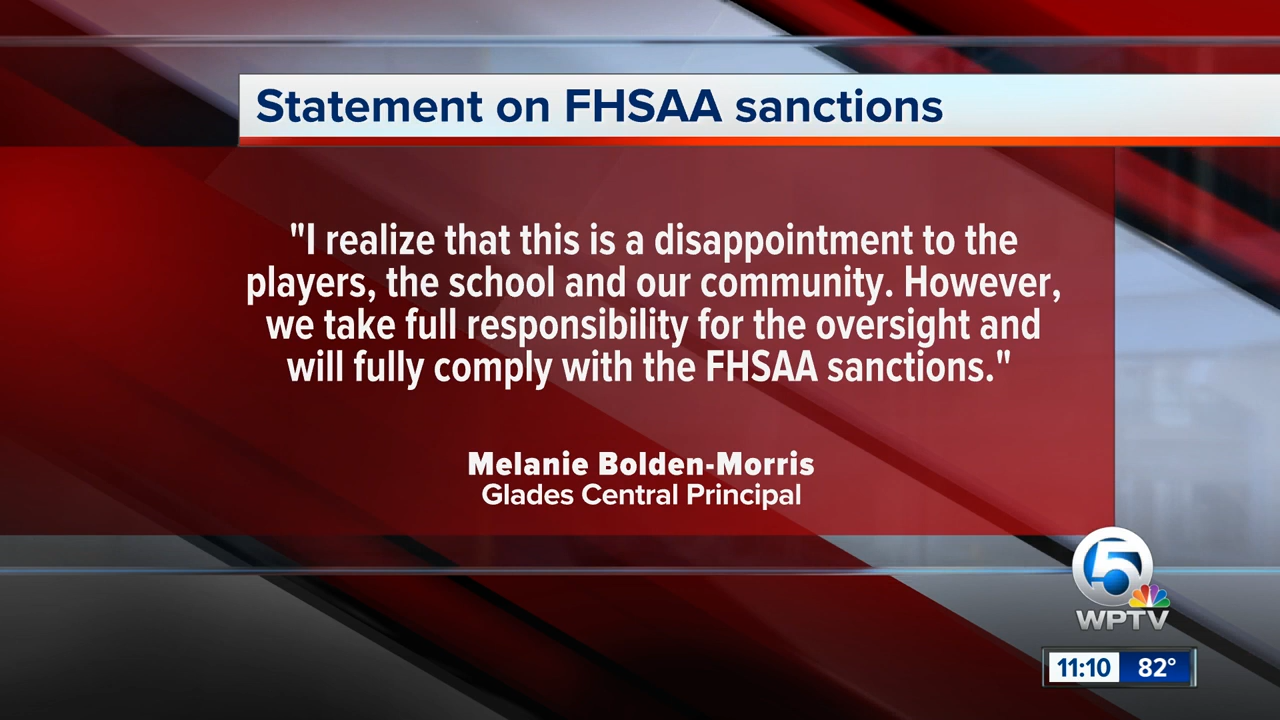 Statement on FHSAA sanctions
"I realize that this is a disappointment to the
players, the school and our community. However,
we take full responsibility for the oversight and
will fully comply with the FHSAA sanctions."
Melanie Bolden-Morris
Glades Central Principal
5
WPTV
11:10 82°